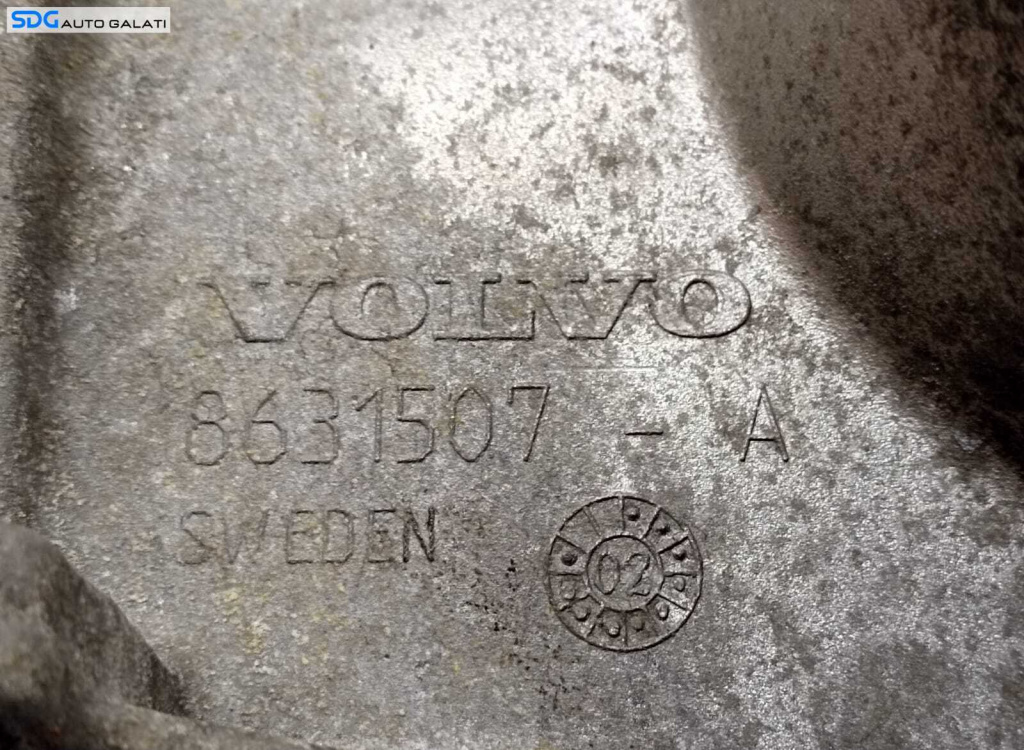 SDG AUTO GALATI
VOLVO
8631507 - A
SWEDEN
02